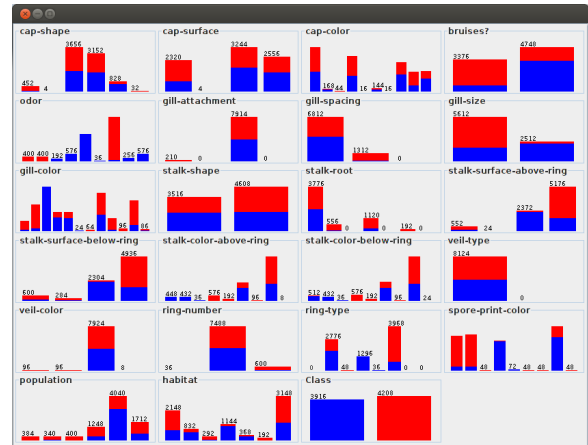 cap-shape cap-surface cap-color bruises?
452 4 3656 3152 828 32 2320 4 3244 2556 168 44 16 144 16 3376 4748
odor gill-attachment gill-spacing gill-size
400 400 192 576 36 256 576 210 0 7914 0 6812 1312 0 5612 2512
gill-color stalk-shape stalk-root stalk-surface-above-ring
24 64 96 86 3516 4608 3776 556 0 1120 0 192 0 552 24 2372 5176
stalk-surface-below-ring stalk-color-above-ring stalk-color-below-ring veil-type
600 284 2304 4936 448 432 36 576 192 96 8 512 432 36 576 192 96 24 8124 0
veil-color ring-number ring-type spore-print-color
96 96 7924 8 36 7488 600 0 2776 48 1296 36 3968 0 0 48 72 48 48 48
population habitat Class
384 340 400 1248 4040 1712 2148 832 292 1144 368 192 3148 3916 4208